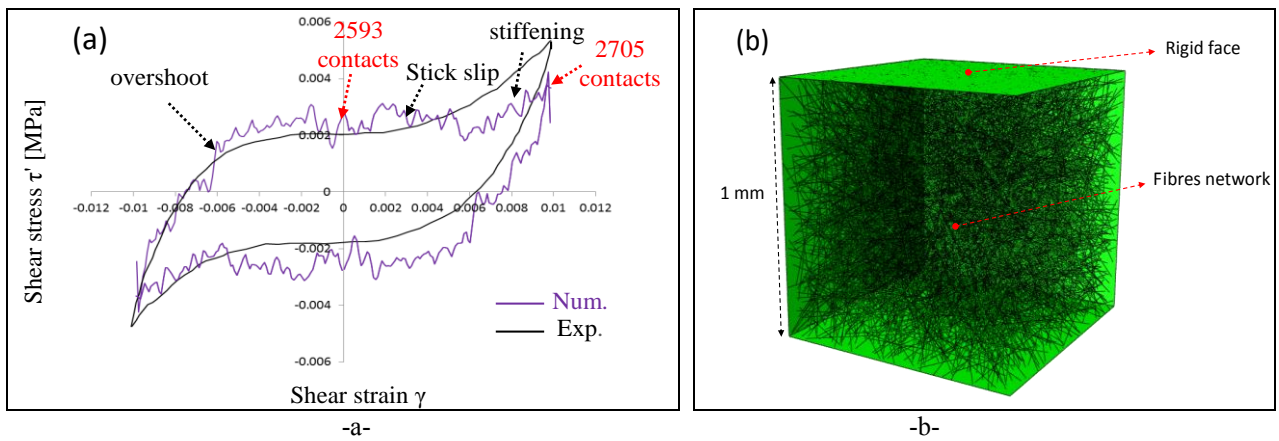 (a)
0.006
2593
contacts
stiffening
2705
contacts
overshoot
0.004
Stick slip
0.002
0
-0.012 -0.01 -0.008 -0.006 -0.004 -0.002 0 0.002 0.004 0.006 0.008 0.01 0.012
-0.002
-0.004
-0.006
Shear stress τ' [MPa]
Num.
Exp.
Shear strain γ
-a-
(b)
Rigid face
1 mm
Fibres network
-b-